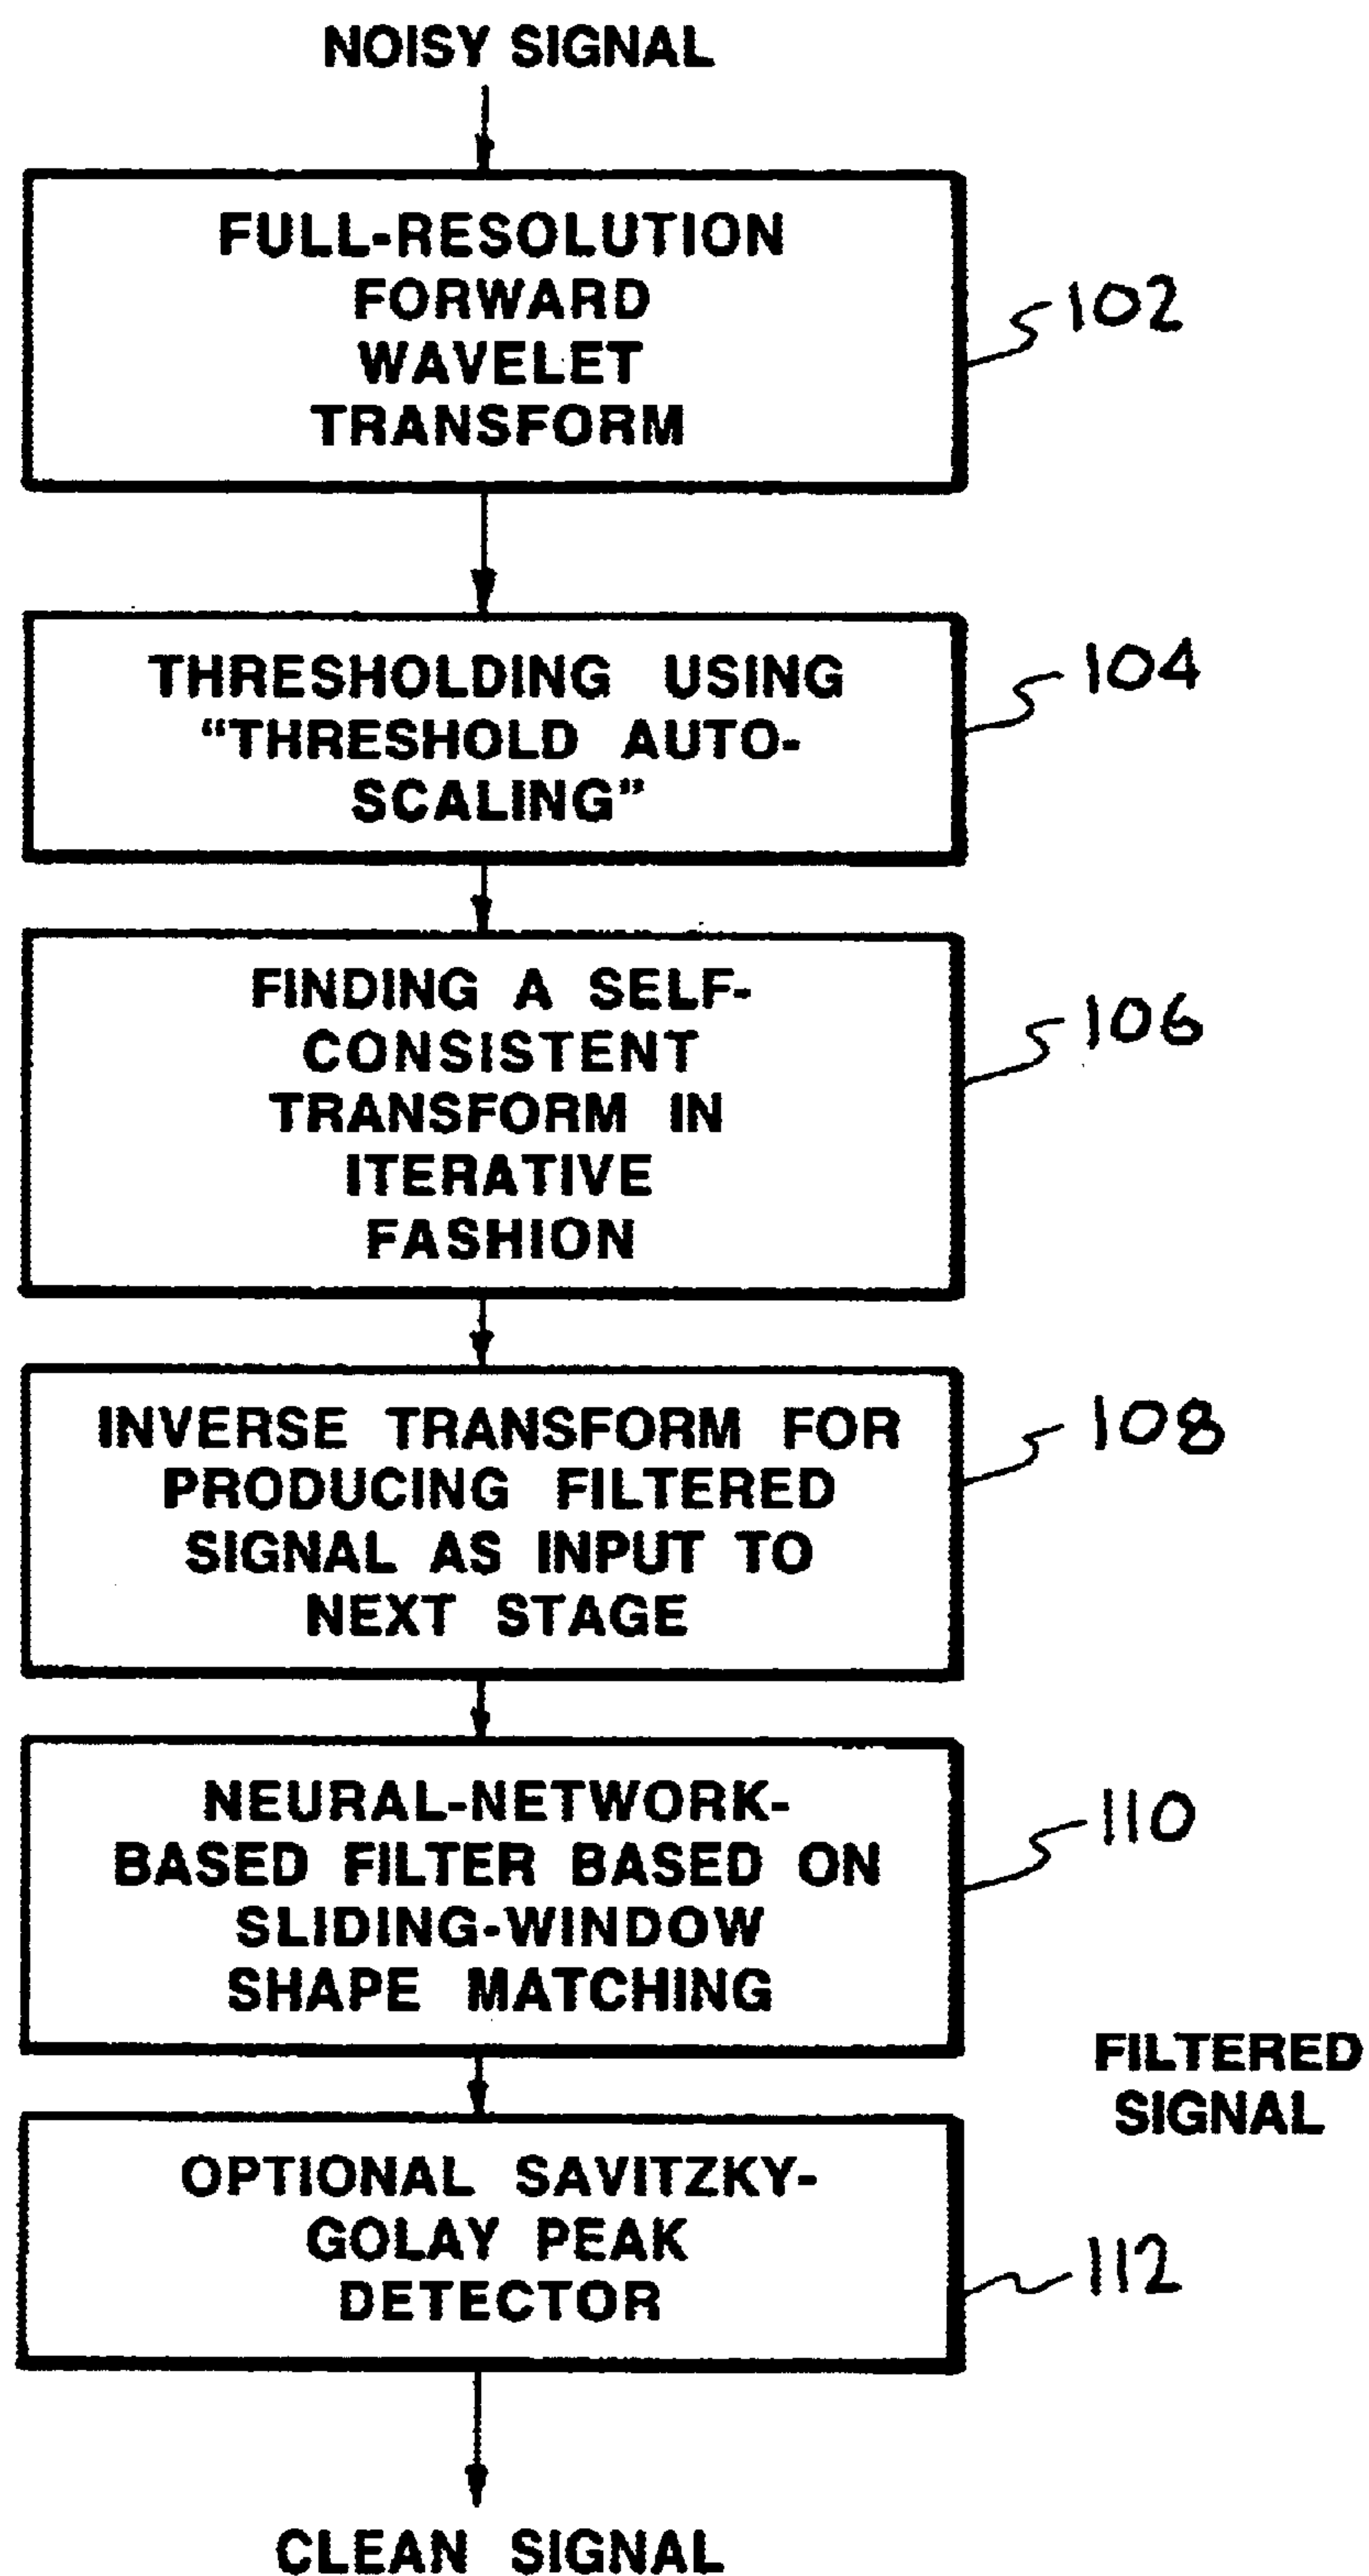 NOISY SIGNAL
FULL-RESOLUTION
FORWARD
WAVELET
TRANSFORM
102
THRESHOLDING USING
“THRESHOLD AUTO-
SCALING”
104
FINDING A SELF-
CONSISTENT
TRANSFORM IN
ITERATIVE
FASHION
106
INVERSE TRANSFORM FOR
PRODUCING FILTERED
SIGNAL AS INPUT TO
NEXT STAGE
108
NEURAL-NETWORK-
BASED FILTER BASED ON
SLIDING-WINDOW
SHAPE MATCHING
110
FILTERED
SIGNAL
OPTIONAL SAVITZKY-
GOLAY PEAK
DETECTOR
112
CLEAN SIGNAL